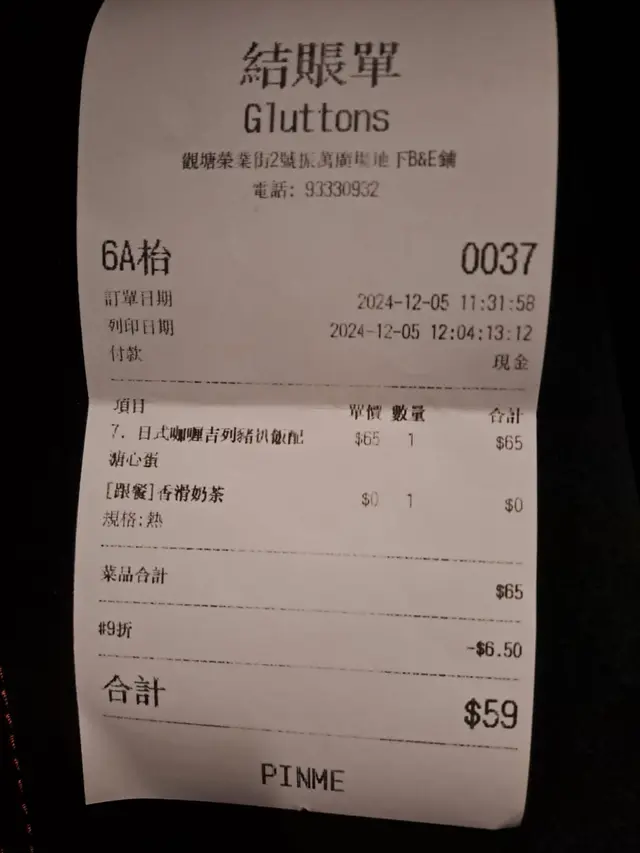 結賬單
Gluttons
觀塘榮業街2號振萬廣場地下B&E鋪
電話: 93330932
6A枱 0037
訂單日期 2024-12-05 11:31:58
列印日期 2024-12-05 12:04:13:12
付款 現金
項目 單價 數量 合計
7. 日式咖喱吉列豬扒飯配 $65 1 $65
溏心蛋
[跟餐]香滑奶茶 $0 1 $0
規格:熱
菜品合計 $65
#9折 -$6.50
合計 $59
PINME